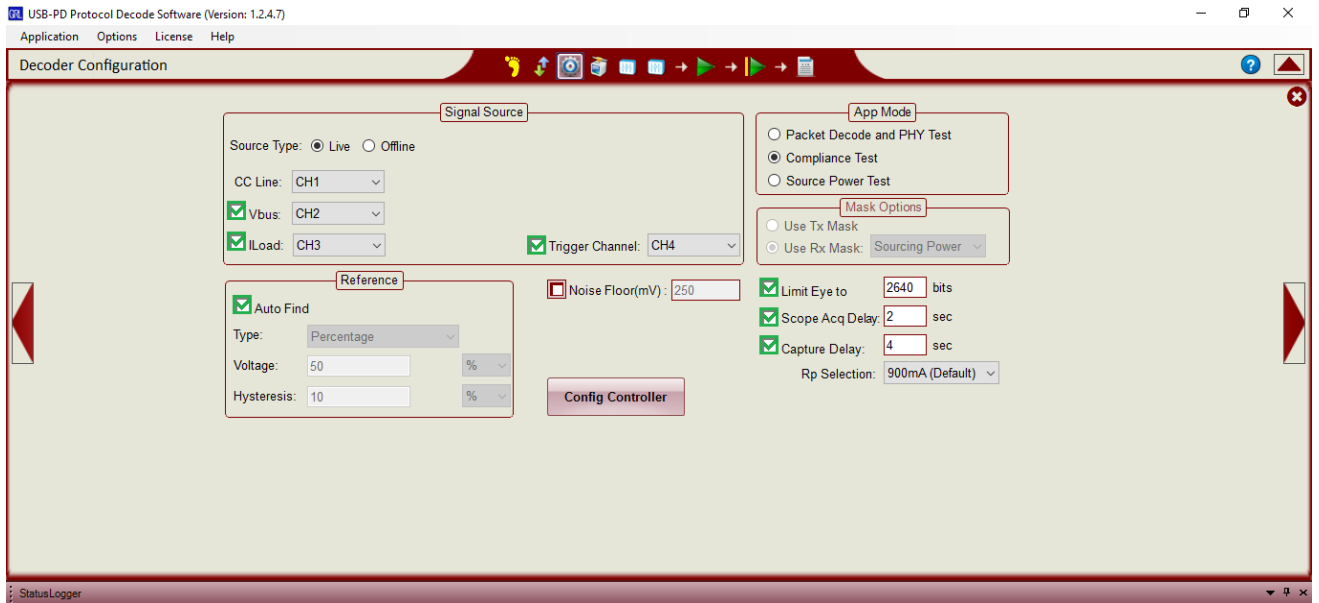 GRL USB-PD Protocol Decode Software (Version: 1.2.4.7)
Application Options License Help
Decoder Configuration
Signal Source
Source Type: Live Offline
CC Line: CH1
Vbus: CH2
ILoad: CH3
Trigger Channel: CH4
App Mode
Packet Decode and PHY Test
Compliance Test
Source Power Test
Mask Options
Use Tx Mask
Use Rx Mask: Sourcing Power
Reference
Auto Find
Type: Percentage
Voltage: 50 %
Hysteresis: 10 %
Noise Floor(mV) : 250
Config Controller
Limit Eye to 2640 bits
Scope Acq Delay: 2 sec
Capture Delay: 4 sec
Rp Selection: 900mA (Default)
StatusLogger